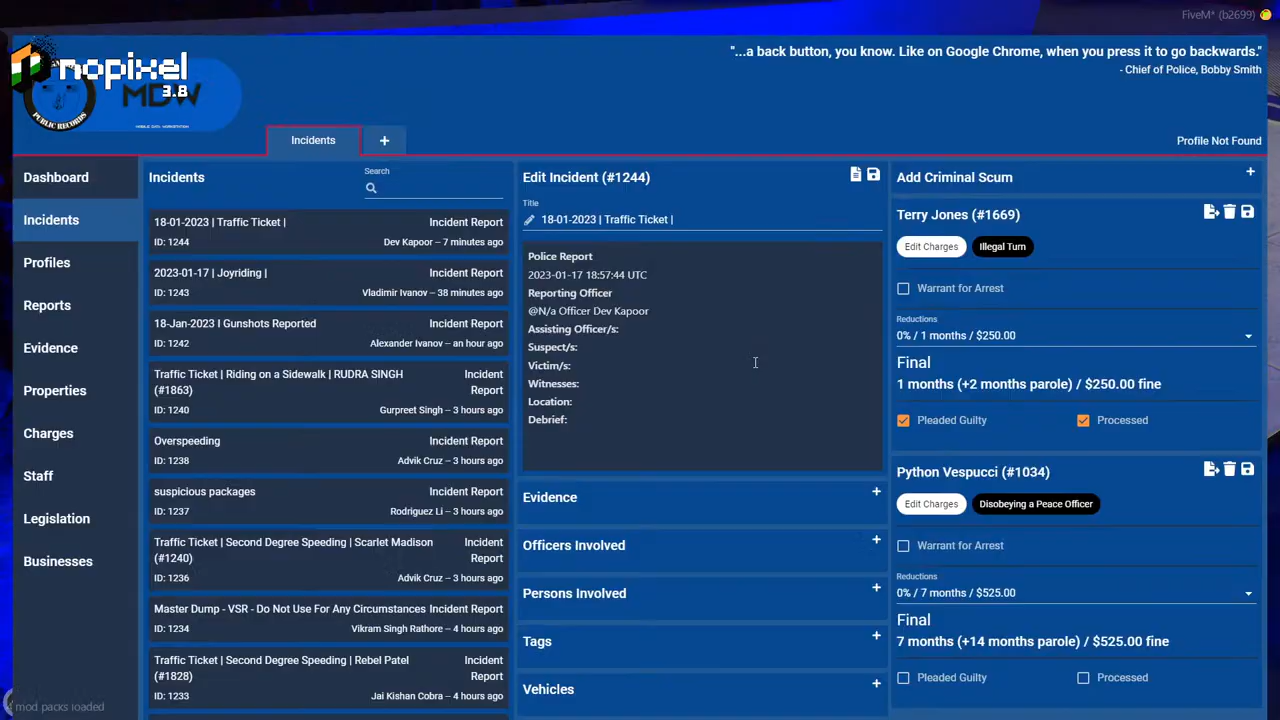 FiveM* (b2699)
nopixel
3.8
MDW
PUBLIC RECORDS
MOBILE DATA WORKSTATION
"...a back button, you know. Like on Google Chrome, when you press it to go backwards."
- Chief of Police, Bobby Smith
Incidents
+
Profile Not Found
Dashboard
Incidents
Profiles
Reports
Evidence
Properties
Charges
Staff
Legislation
Businesses
Incidents
Search
18-01-2023 | Traffic Ticket | Incident Report
ID: 1244 Dev Kapoor – 7 minutes ago
2023-01-17 | Joyriding | Incident Report
ID: 1243 Vladimir Ivanov – 38 minutes ago
18-Jan-2023 I Gunshots Reported Incident Report
ID: 1242 Alexander Ivanov – an hour ago
Traffic Ticket | Riding on a Sidewalk | RUDRA SINGH Incident
(#1863) Report
ID: 1240 Gurpreet Singh – 3 hours ago
Overspeeding Incident Report
ID: 1238 Advik Cruz – 3 hours ago
suspicious packages Incident Report
ID: 1237 Rodriguez Li – 3 hours ago
Traffic Ticket | Second Degree Speeding | Scarlet Madison Incident
(#1240) Report
ID: 1236 Advik Cruz – 3 hours ago
Master Dump - VSR - Do Not Use For Any Circumstances Incident Report
ID: 1234 Vikram Singh Rathore – 4 hours ago
Traffic Ticket | Second Degree Speeding | Rebel Patel Incident
(#1828) Report
ID: 1233 Jai Kishan Cobra – 4 hours ago
Edit Incident (#1244)
Title
18-01-2023 | Traffic Ticket |
Police Report
2023-01-17 18:57:44 UTC
Reporting Officer
@N/a Officer Dev Kapoor
Assisting Officer/s:
Suspect/s:
Victim/s:
Witnesses:
Location:
Debrief:
Evidence +
Officers Involved +
Persons Involved +
Tags +
Vehicles +
Add Criminal Scum +
Terry Jones (#1669)
Edit Charges Illegal Turn
Warrant for Arrest
Reductions
0% / 1 months / $250.00
Final
1 months (+2 months parole) / $250.00 fine
Pleaded Guilty Processed
Python Vespucci (#1034)
Edit Charges Disobeying a Peace Officer
Warrant for Arrest
Reductions
0% / 7 months / $525.00
Final
7 months (+14 months parole) / $525.00 fine
Pleaded Guilty Processed
mod packs loaded